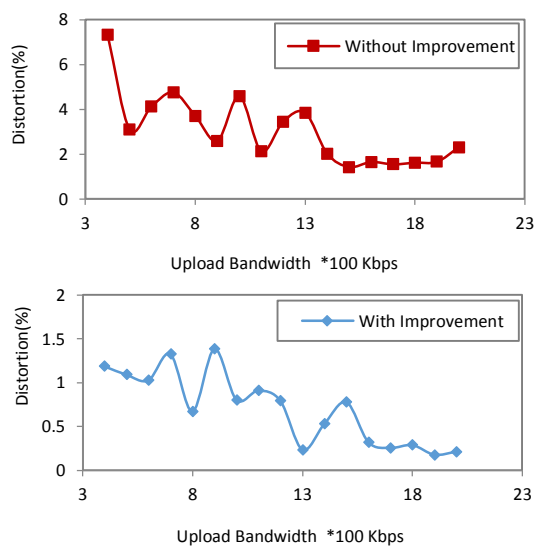 8
Without Improvement
6
4
2
0
Distortion(%)
3 8 13 18 23
Upload Bandwidth *100 Kbps
2
With Improvement
1.5
1
0.5
0
Distortion(%)
3 8 13 18 23
Upload Bandwidth *100 Kbps